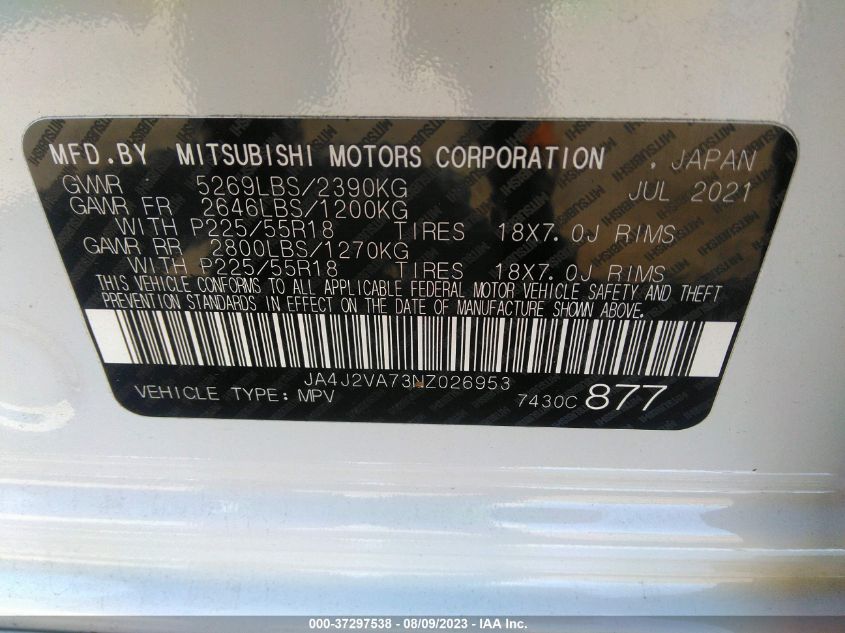 MFD.BY MITSUBISHI MOTORS CORPORATION , JAPAN
GVWR 5269LBS/2390KG JUL 2021
GAWR FR 2646LBS/1200KG
WITH P225/55R18 TIRES 18X7.0J RIMS
GAWR RR 2800LBS/1270KG
WITH P225/55R18 TIRES 18X7.0J RIMS
THIS VEHICLE CONFORMS TO ALL APPLICABLE FEDERAL MOTOR VEHICLE SAFETY AND THEFT
PREVENTION STANDARDS IN EFFECT ON THE DATE OF MANUFACTURE SHOWN ABOVE.
JA4J2VA73NZ026953
VEHICLE TYPE: MPV 7430C 877
000-37297538 - 08/09/2023 - IAA Inc.